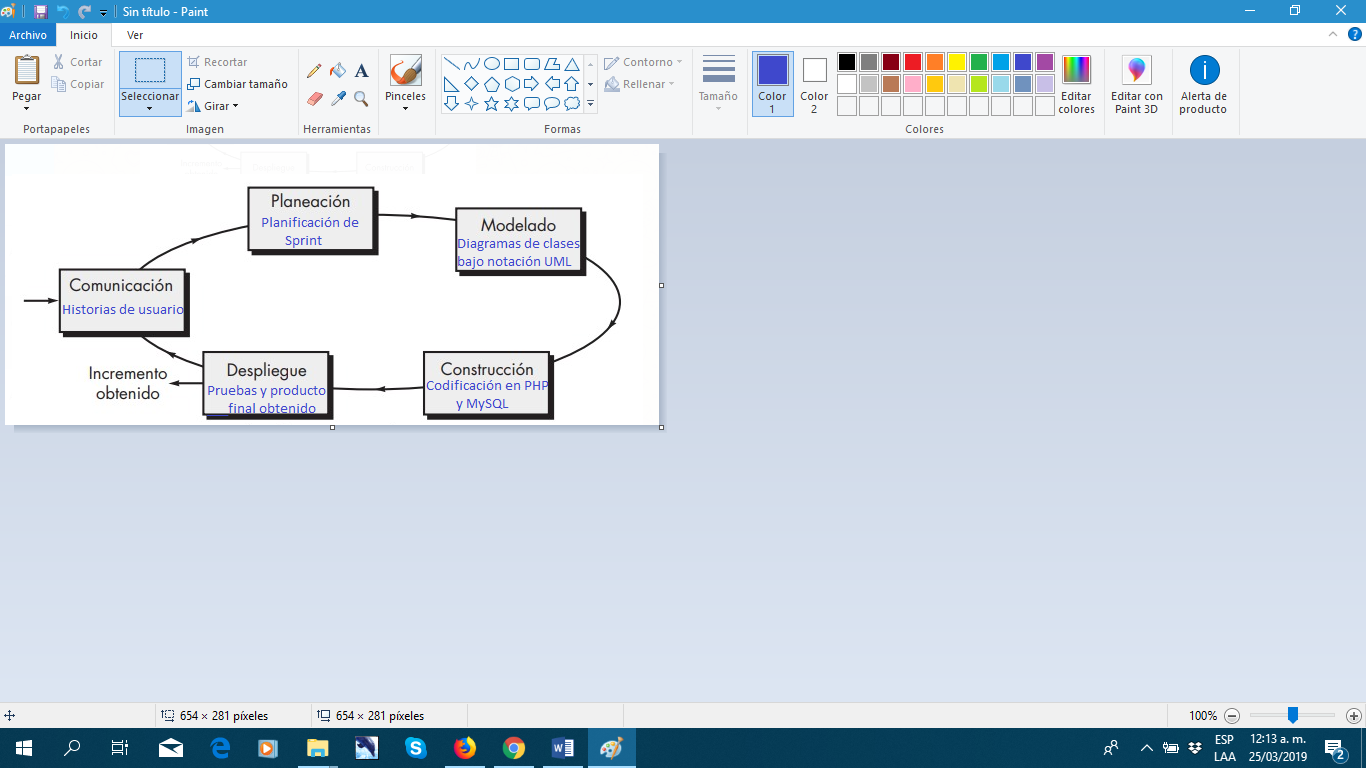 Sin título - Paint
Archivo
Inicio
Ver
Pegar
Cortar
Copiar
Portapapeles
Seleccionar
Recortar
Cambiar tamaño
Girar
Imagen
A
Herramientas
Pinceles
Contorno
Rellenar
Formas
Tamaño
Color
1
Color
2
Editar
colores
Colores
Editar con
Paint 3D
Alerta de
producto
Planeación
Planificación de
Sprint
Modelado
Diagramas de clases
bajo notación UML
Comunicación
Historias de usuario
Despliegue
Pruebas y producto
final obtenido
Incremento
obtenido
Construcción
Codificación en PHP
y MySQL
654 × 281 píxeles
654 × 281 píxeles
100%
ESP
LAA
12:13 a. m.
25/03/2019
2